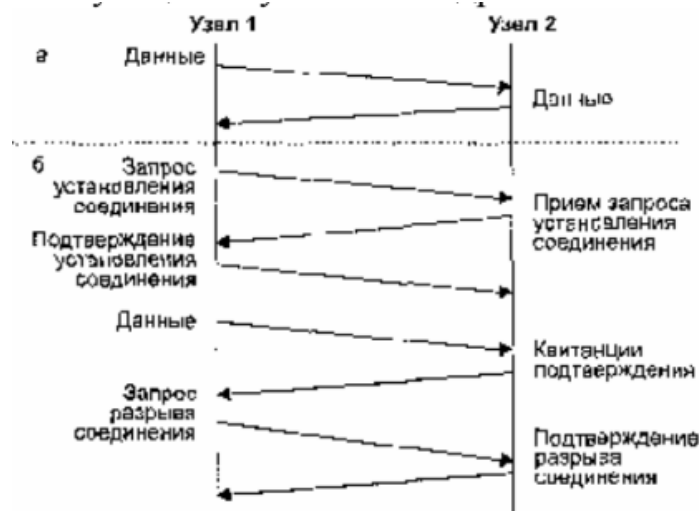 Узел 1
Узел 2
а
Данные
Данные
б
Запрос
установления
соединения
Прием запроса
установления
соединения
Подтверждение
установления
соединения
Данные
Квитанции
подтверждения
Запрос
разрыва
соединения
Подтверждение
разрыва
соединения